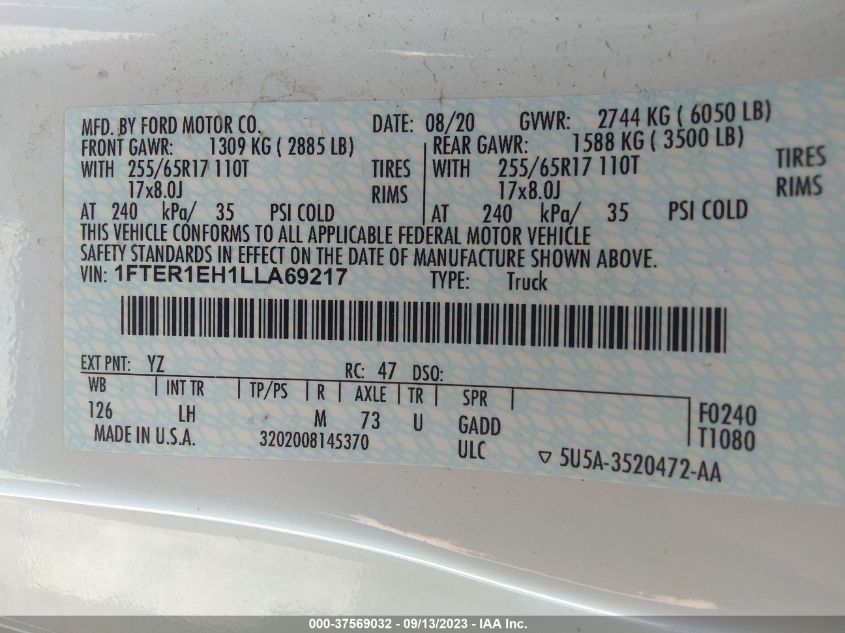 MFD. BY FORD MOTOR CO. DATE: 08/20 GVWR: 2744 KG ( 6050 LB)
FRONT GAWR: 1309 KG ( 2885 LB) REAR GAWR: 1588 KG ( 3500 LB)
WITH 255/65R17 110T TIRES WITH 255/65R17 110T TIRES
17x8.0J RIMS 17x8.0J RIMS
AT 240 kPa/ 35 PSI COLD AT 240 kPa/ 35 PSI COLD
THIS VEHICLE CONFORMS TO ALL APPLICABLE FEDERAL MOTOR VEHICLE
SAFETY STANDARDS IN EFFECT ON THE DATE OF MANUFACTURE SHOWN ABOVE.
VIN: 1FTER1EH1LLA69217 TYPE: Truck
EXT PNT: YZ RC: 47 DSO:
WB INT TR TP/PS R AXLE TR SPR
126 LH M 73 U GADD F0240
ULC T1080
MADE IN U.S.A. 3202008145370 ▽ 5U5A-3520472-AA
000-37569032 - 09/13/2023 - IAA Inc.